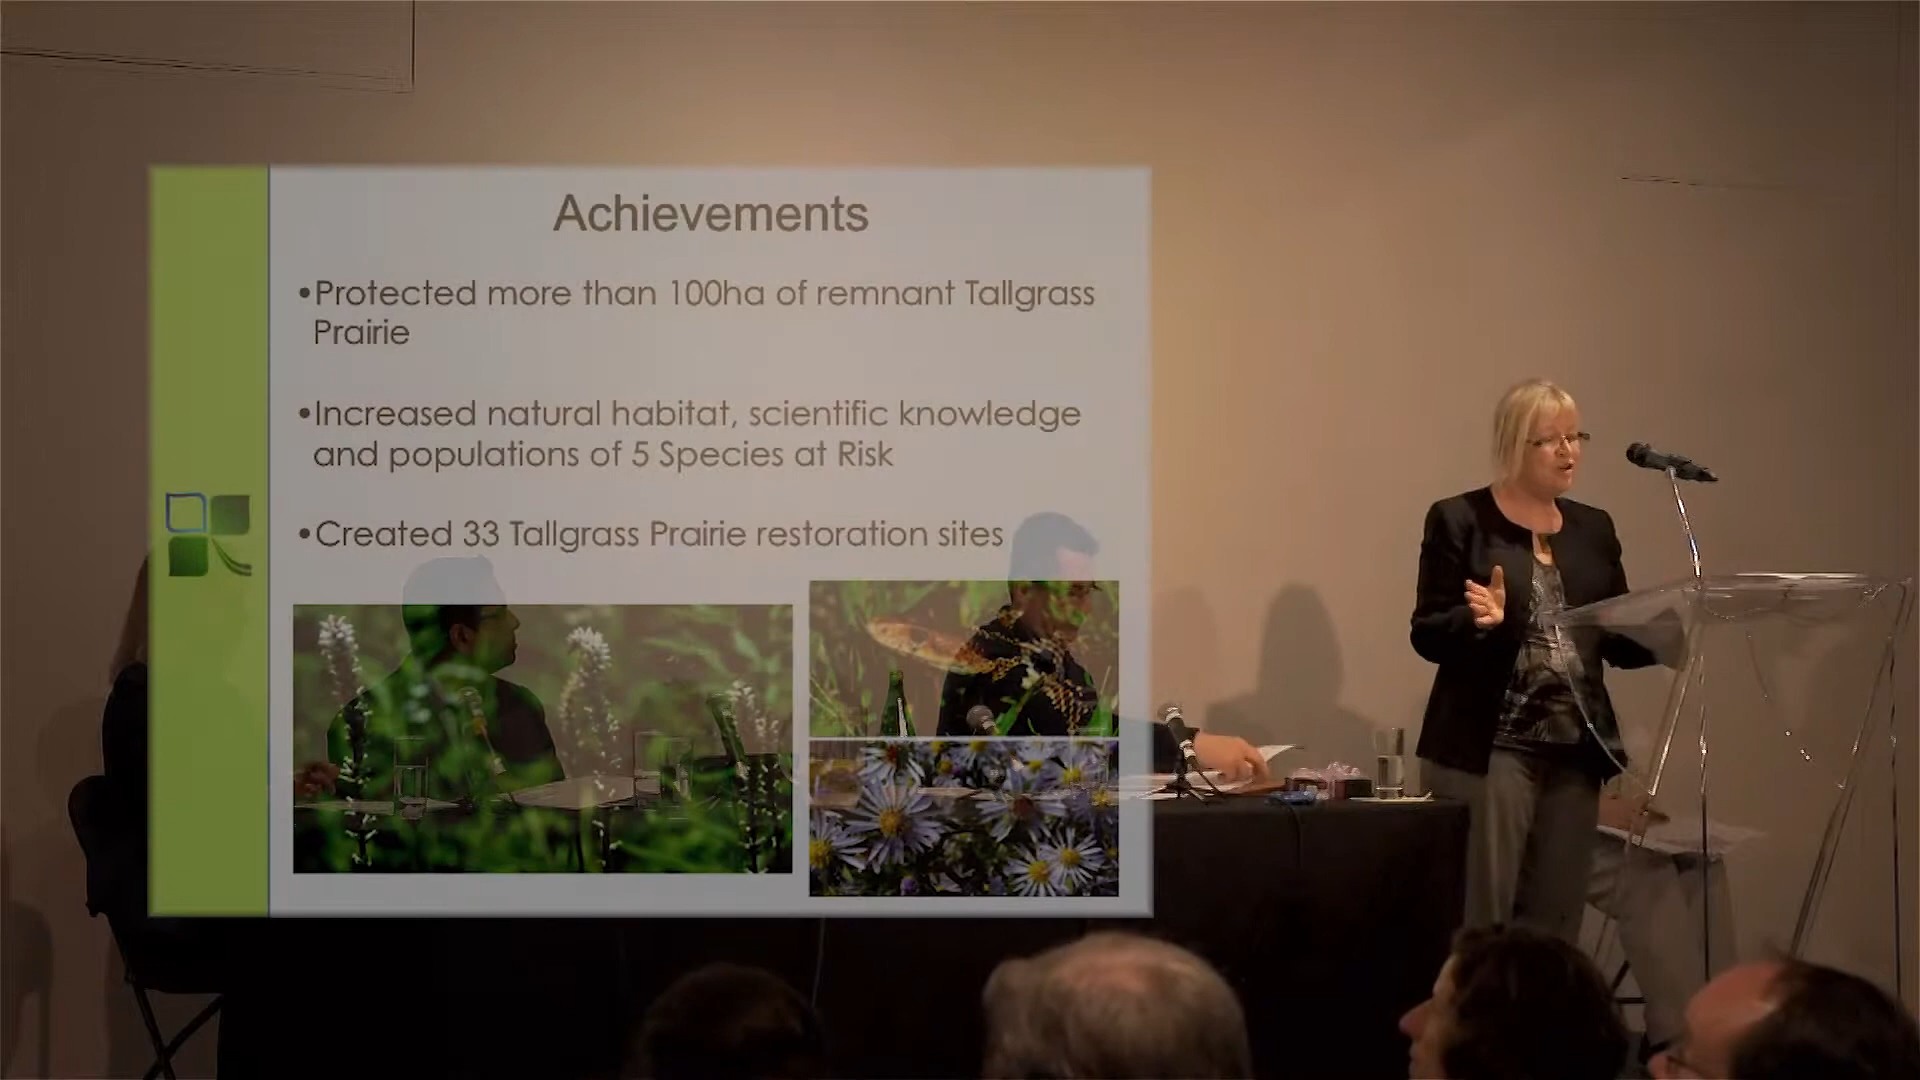 Achievements
•Protected more than 100ha of remnant Tallgrass
Prairie
•Increased natural habitat, scientific knowledge
and populations of 5 Species at Risk
•Created 33 Tallgrass Prairie restoration sites